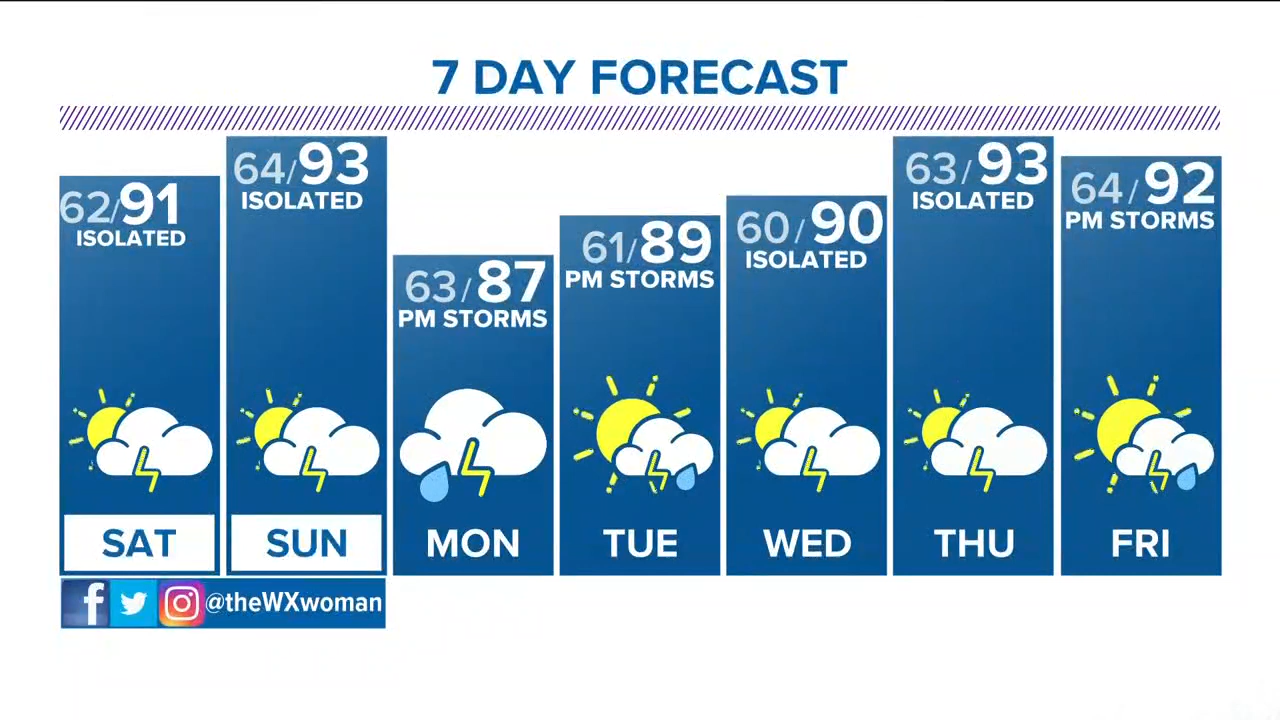 7 DAY FORECAST
62/91
ISOLATED
SAT
64/93
ISOLATED
SUN
63/87
PM STORMS
MON
61/89
PM STORMS
TUE
60/90
ISOLATED
WED
63/93
ISOLATED
THU
64/92
PM STORMS
FRI
@theWXwoman